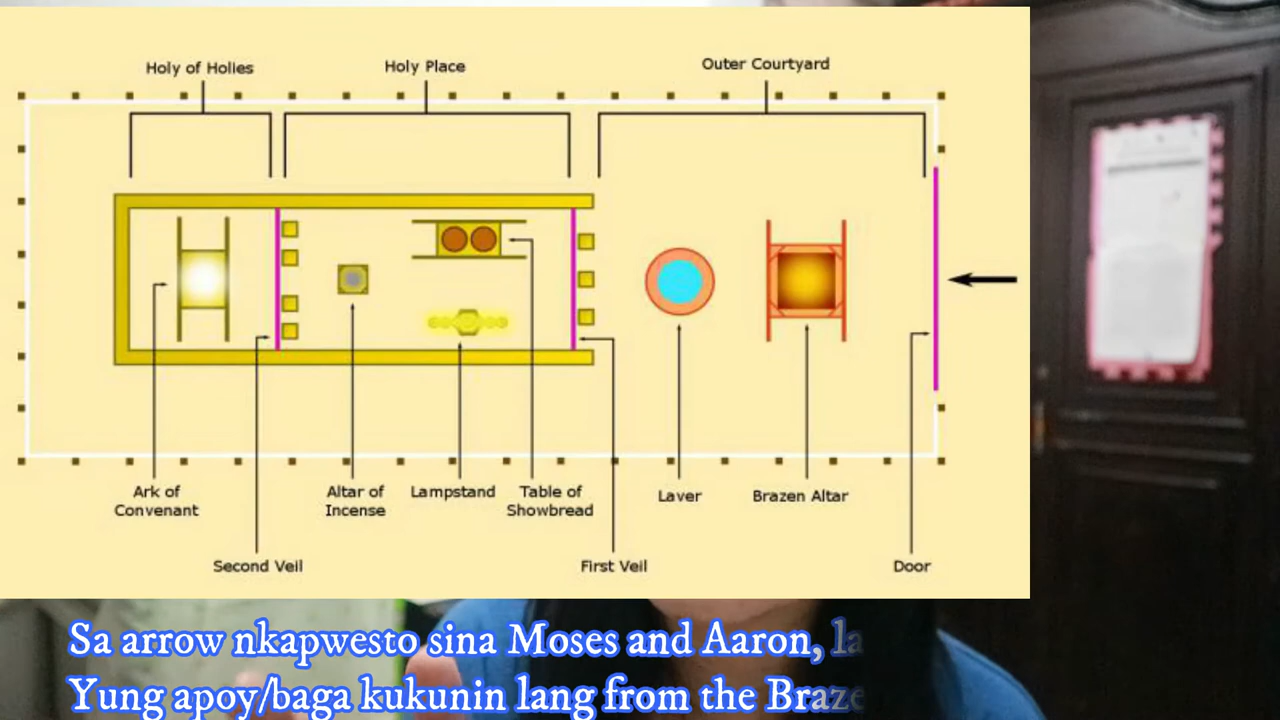 Holy of Holies
Holy Place
Outer Courtyard
Ark of
Convenant
Altar of
Incense
Lampstand
Table of
Showbread
Laver
Brazen Altar
Second Veil
First Veil
Door
Sa arrow nkapwesto sina Moses and Aaron,
Yung apoy/baga kukunin lang from the